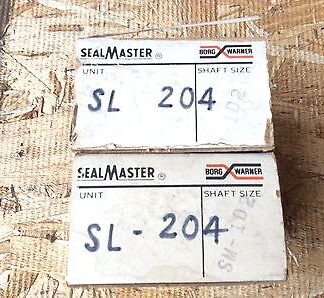 SEALMASTER ®
BORG WARNER
UNIT SHAFT SIZE
SL 204
SEALMASTER ®
BORG WARNER
UNIT SHAFT SIZE
SL-204